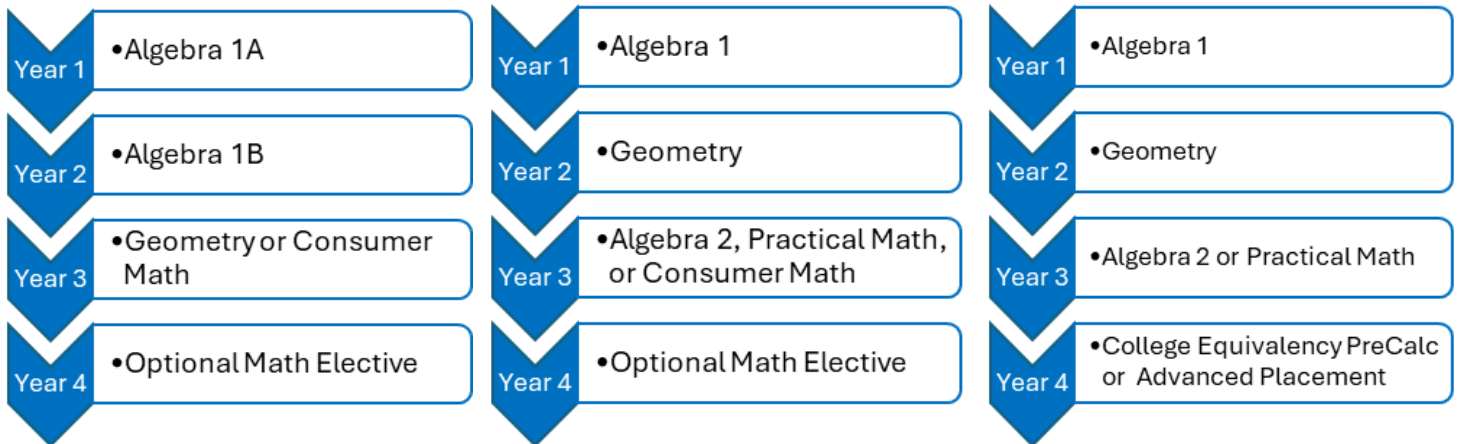 Year 1
•Algebra 1A
Year 2
•Algebra 1B
Year 3
•Geometry or Consumer
Math
Year 4
•Optional Math Elective
Year 1
•Algebra 1
Year 2
•Geometry
Year 3
•Algebra 2, Practical Math,
or Consumer Math
Year 4
•Optional Math Elective
Year 1
•Algebra 1
Year 2
•Geometry
Year 3
•Algebra 2 or Practical Math
Year 4
•College Equivalency PreCalc
or Advanced Placement